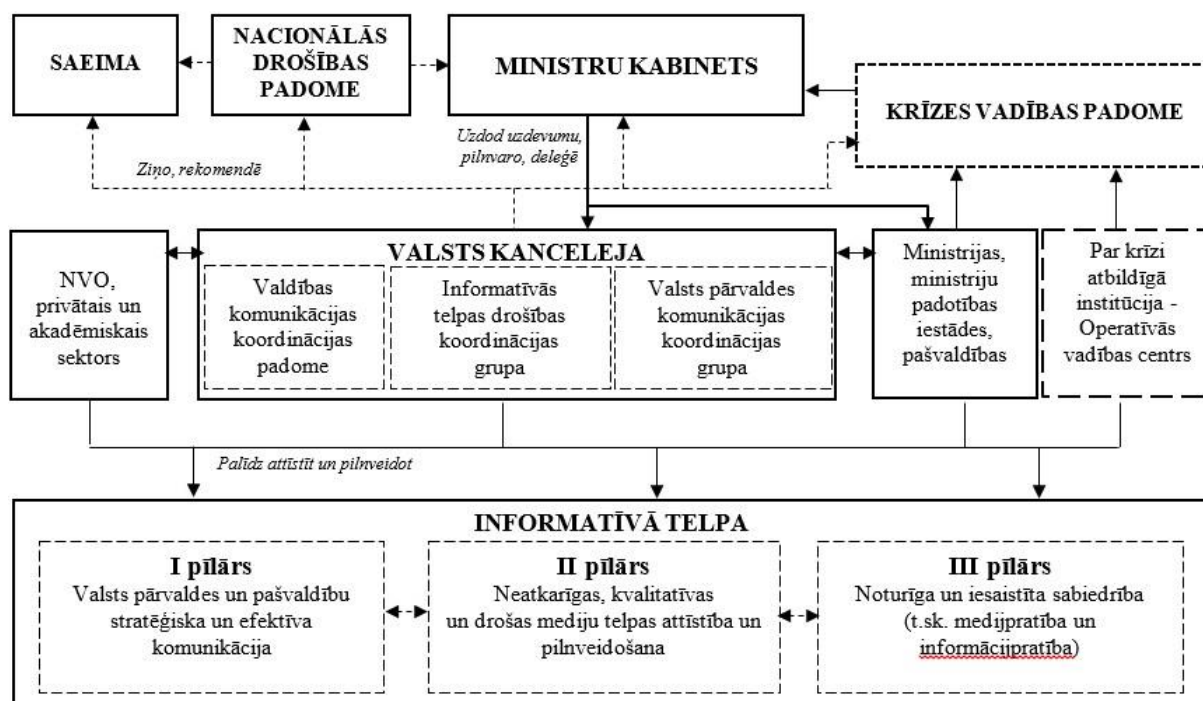 SAEIMA
NACIONĀLĀS
DROŠĪBAS
PADOME
MINISTRU KABINETS
KRĪZES VADĪBAS PADOME
Uzdod uzdevumu,
pilnvaro, deleģē
Ziņo, rekomendē
NVO,
privātais un
akadēmiskais
sektors
VALSTS KANCELEJA
Valdības
komunikācijas
koordinācijas
padome
Informatīvās
telpas drošības
koordinācijas
grupa
Valsts pārvaldes
komunikācijas
koordinācijas
grupa
Ministrijas,
ministriju
padotības
iestādes,
pašvaldības
Par krīzi
atbildīgā
institūcija -
Operatīvās
vadības centrs
Palīdz attīstīt un pilnveidot
INFORMATĪVĀ TELPA
I pīlārs
Valsts pārvaldes un pašvaldību
stratēģiska un efektīva
komunikācija
II pīlārs
Neatkarīgas, kvalitatīvas
un drošas mediju telpas attīstība un
pilnveidošana
III pīlārs
Noturīga un iesaistīta sabiedrība
(t.sk. medijpratība un
informācijpratība)